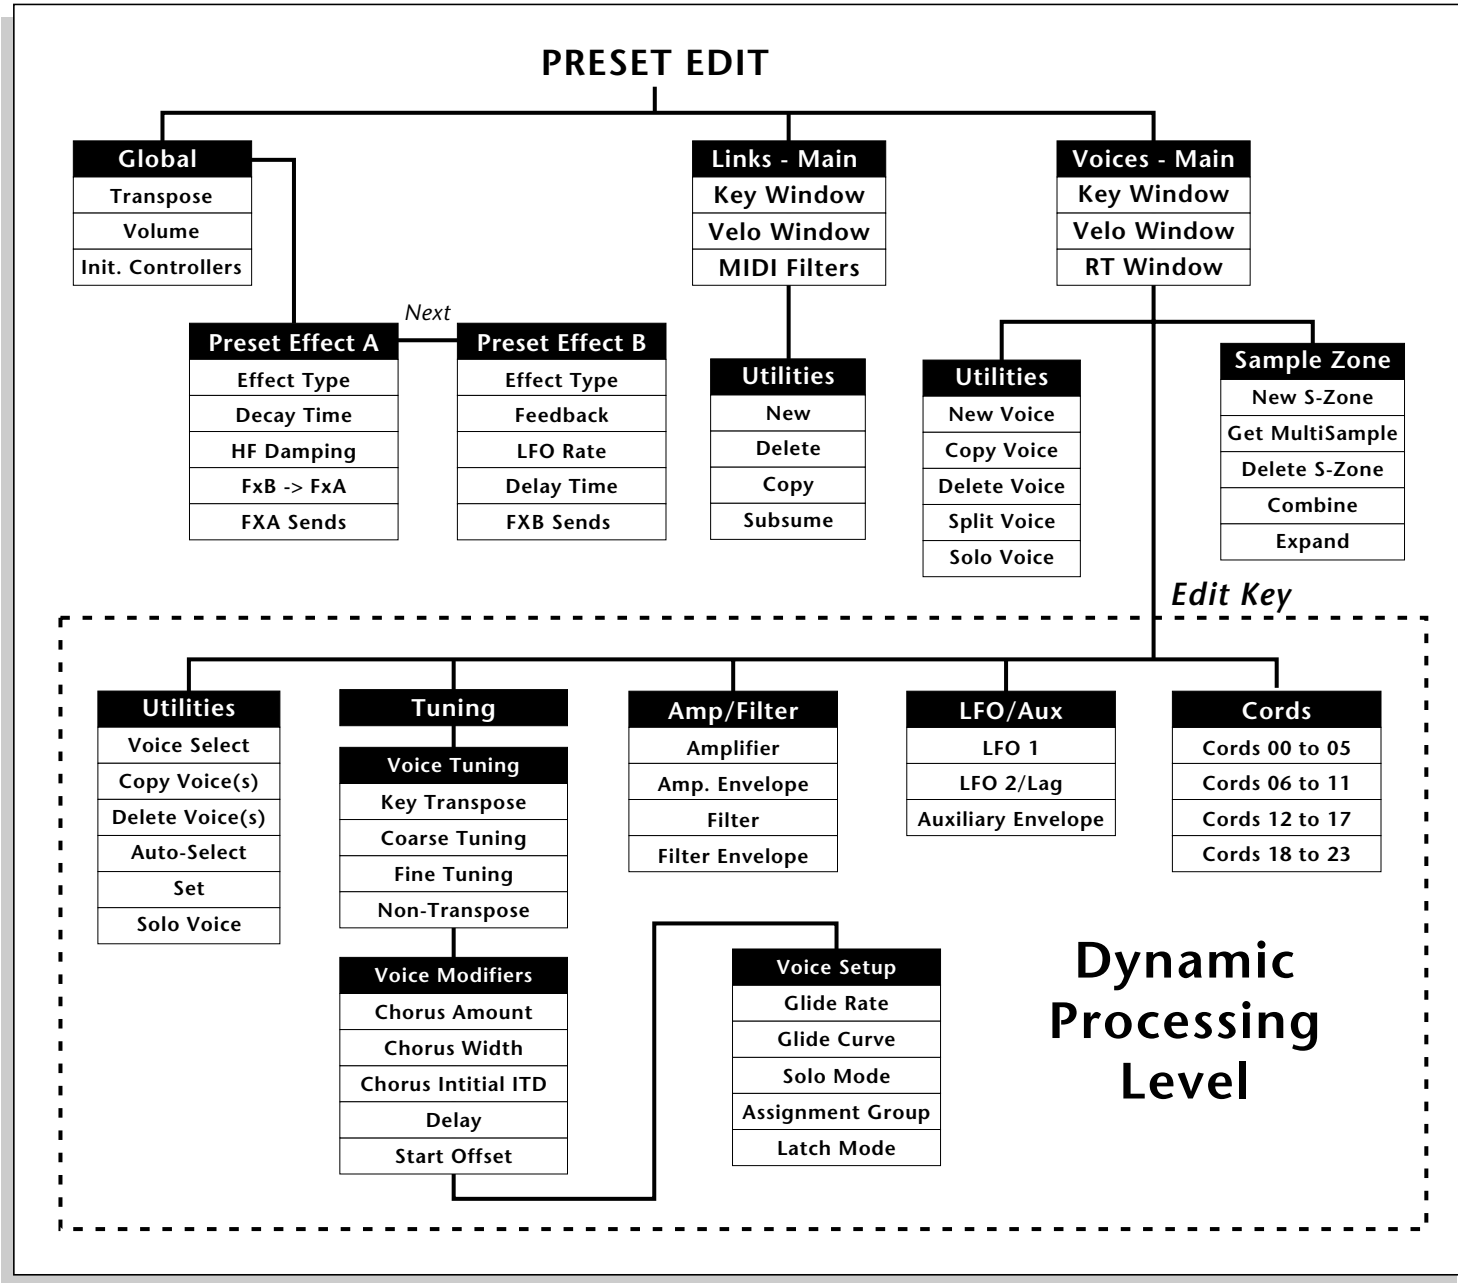 PRESET EDIT
Global
Transpose
Volume
Init. Controllers
Links - Main
Key Window
Velo Window
MIDI Filters
Voices - Main
Key Window
Velo Window
RT Window
Next
Preset Effect A
Effect Type
Decay Time
HF Damping
FxB -> FxA
FXA Sends
Preset Effect B
Effect Type
Feedback
LFO Rate
Delay Time
FXB Sends
Utilities
New
Delete
Copy
Subsume
Utilities
New Voice
Copy Voice
Delete Voice
Split Voice
Solo Voice
Sample Zone
New S-Zone
Get MultiSample
Delete S-Zone
Combine
Expand
Edit Key
Utilities
Voice Select
Copy Voice(s)
Delete Voice(s)
Auto-Select
Set
Solo Voice
Tuning
Voice Tuning
Key Transpose
Coarse Tuning
Fine Tuning
Non-Transpose
Voice Modifiers
Chorus Amount
Chorus Width
Chorus Intitial ITD
Delay
Start Offset
Amp/Filter
Amplifier
Amp. Envelope
Filter
Filter Envelope
LFO/Aux
LFO 1
LFO 2/Lag
Auxiliary Envelope
Cords
Cords 00 to 05
Cords 06 to 11
Cords 12 to 17
Cords 18 to 23
Voice Setup
Glide Rate
Glide Curve
Solo Mode
Assignment Group
Latch Mode
Dynamic
Processing
Level